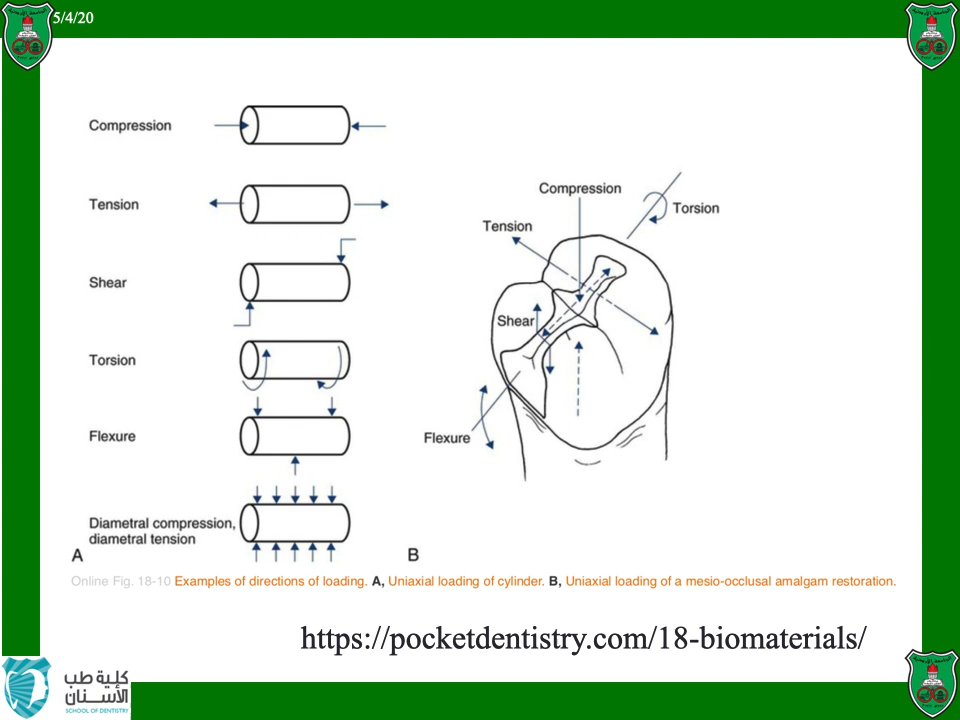 5/4/20
Compression
Tension
Shear
Torsion
Flexure
Diametral compression,
diametral tension
A
Compression
Torsion
Tension
Shear
Flexure
B
Online Fig. 18-10 Examples of directions of loading. A, Uniaxial loading of cylinder. B, Uniaxial loading of a mesio-occlusal amalgam restoration.
https://pocketdentistry.com/18-biomaterials/
كلية طب
الأسنان
SCHOOL OF DENTISTRY